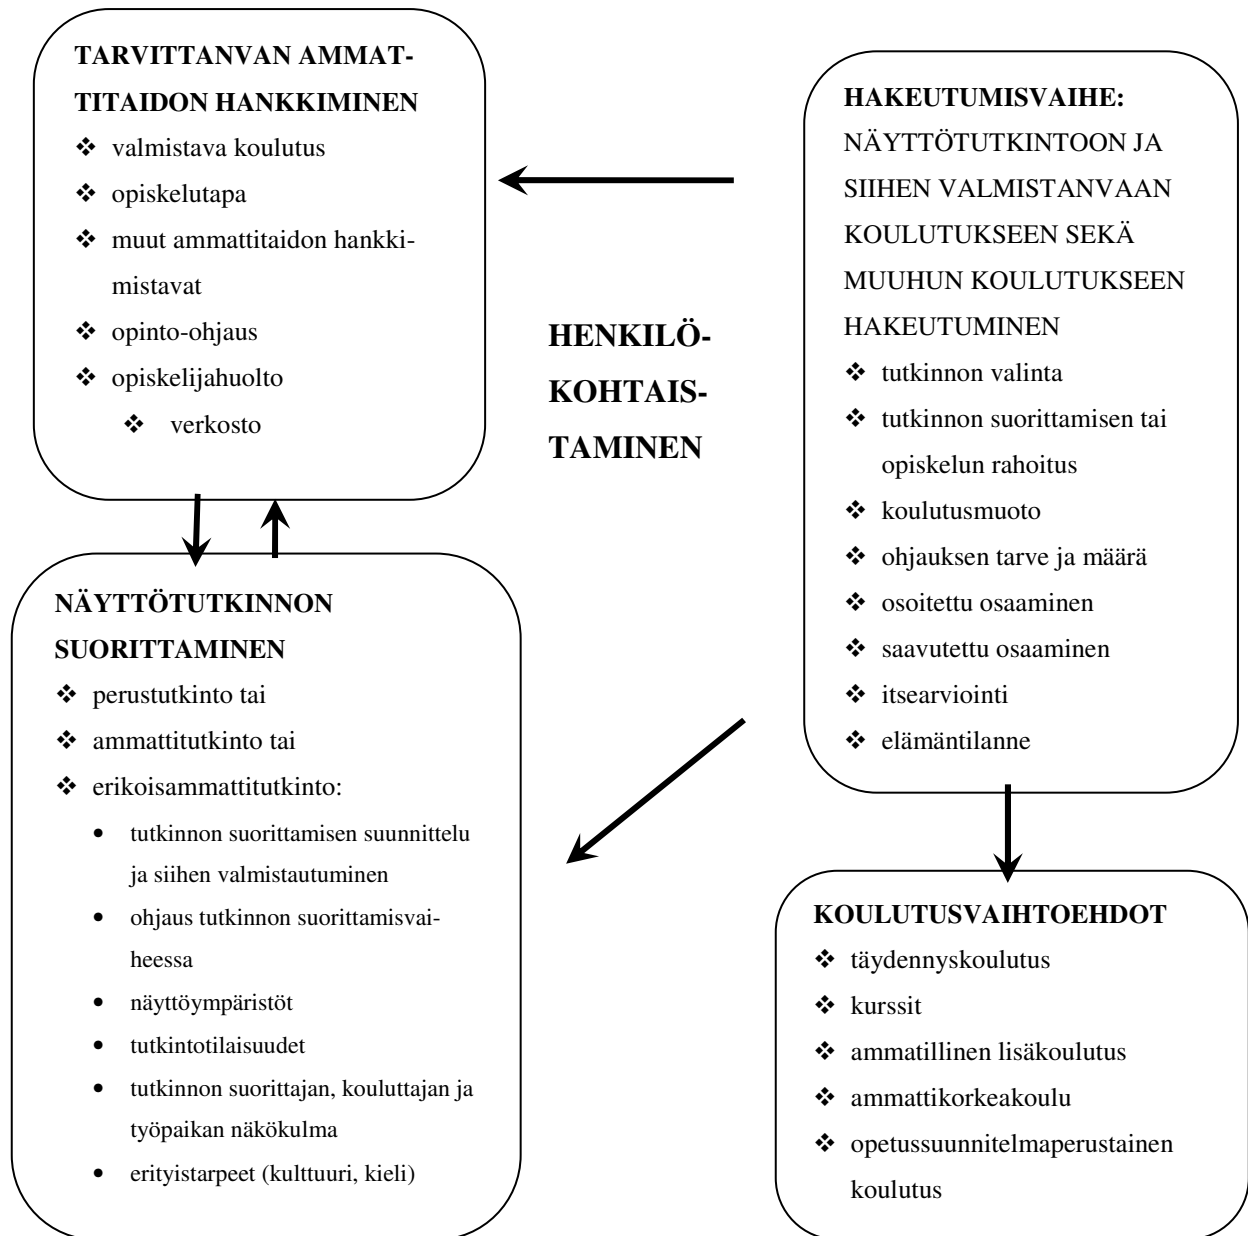 TARVITTANVAN AMMAT-
TITAIDON HANKKIMINEN
❖ valmistava koulutus
❖ opiskelutapa
❖ muut ammattitaidon hankki-
mistavat
❖ opinto-ohjaus
❖ opiskelijahuolto
❖ verkosto
HENKILÖ-
KOHTAIS-
TAMINEN
HAKEUTUMISVAIHE:
NÄYTTÖTUTKINTOON JA
SIIHEN VALMISTANVAAN
KOULUTUKSEEN SEKÄ
MUUHUN KOULUTUKSEEN
HAKEUTUMINEN
❖ tutkinnon valinta
❖ tutkinnon suorittamisen tai
opiskelun rahoitus
❖ koulutusmuoto
❖ ohjauksen tarve ja määrä
❖ osoitettu osaaminen
❖ saavutettu osaaminen
❖ itsearviointi
❖ elämäntilanne
NÄYTTÖTUTKINNON
SUORITTAMINEN
❖ perustutkinto tai
❖ ammattitutkinto tai
❖ erikoisammattitutkinto:
• tutkinnon suorittamisen suunnittelu
ja siihen valmistautuminen
• ohjaus tutkinnon suorittamisvai-
heessa
• näyttöympäristöt
• tutkintotilaisuudet
• tutkinnon suorittajan, kouluttajan ja
työpaikan näkökulma
• erityistarpeet (kulttuuri, kieli)
KOULUTUSVAIHTOEHDOT
❖ täydennyskoulutus
❖ kurssit
❖ ammatillinen lisäkoulutus
❖ ammattikorkeakoulu
❖ opetussuunnitelmaperustainen
koulutus